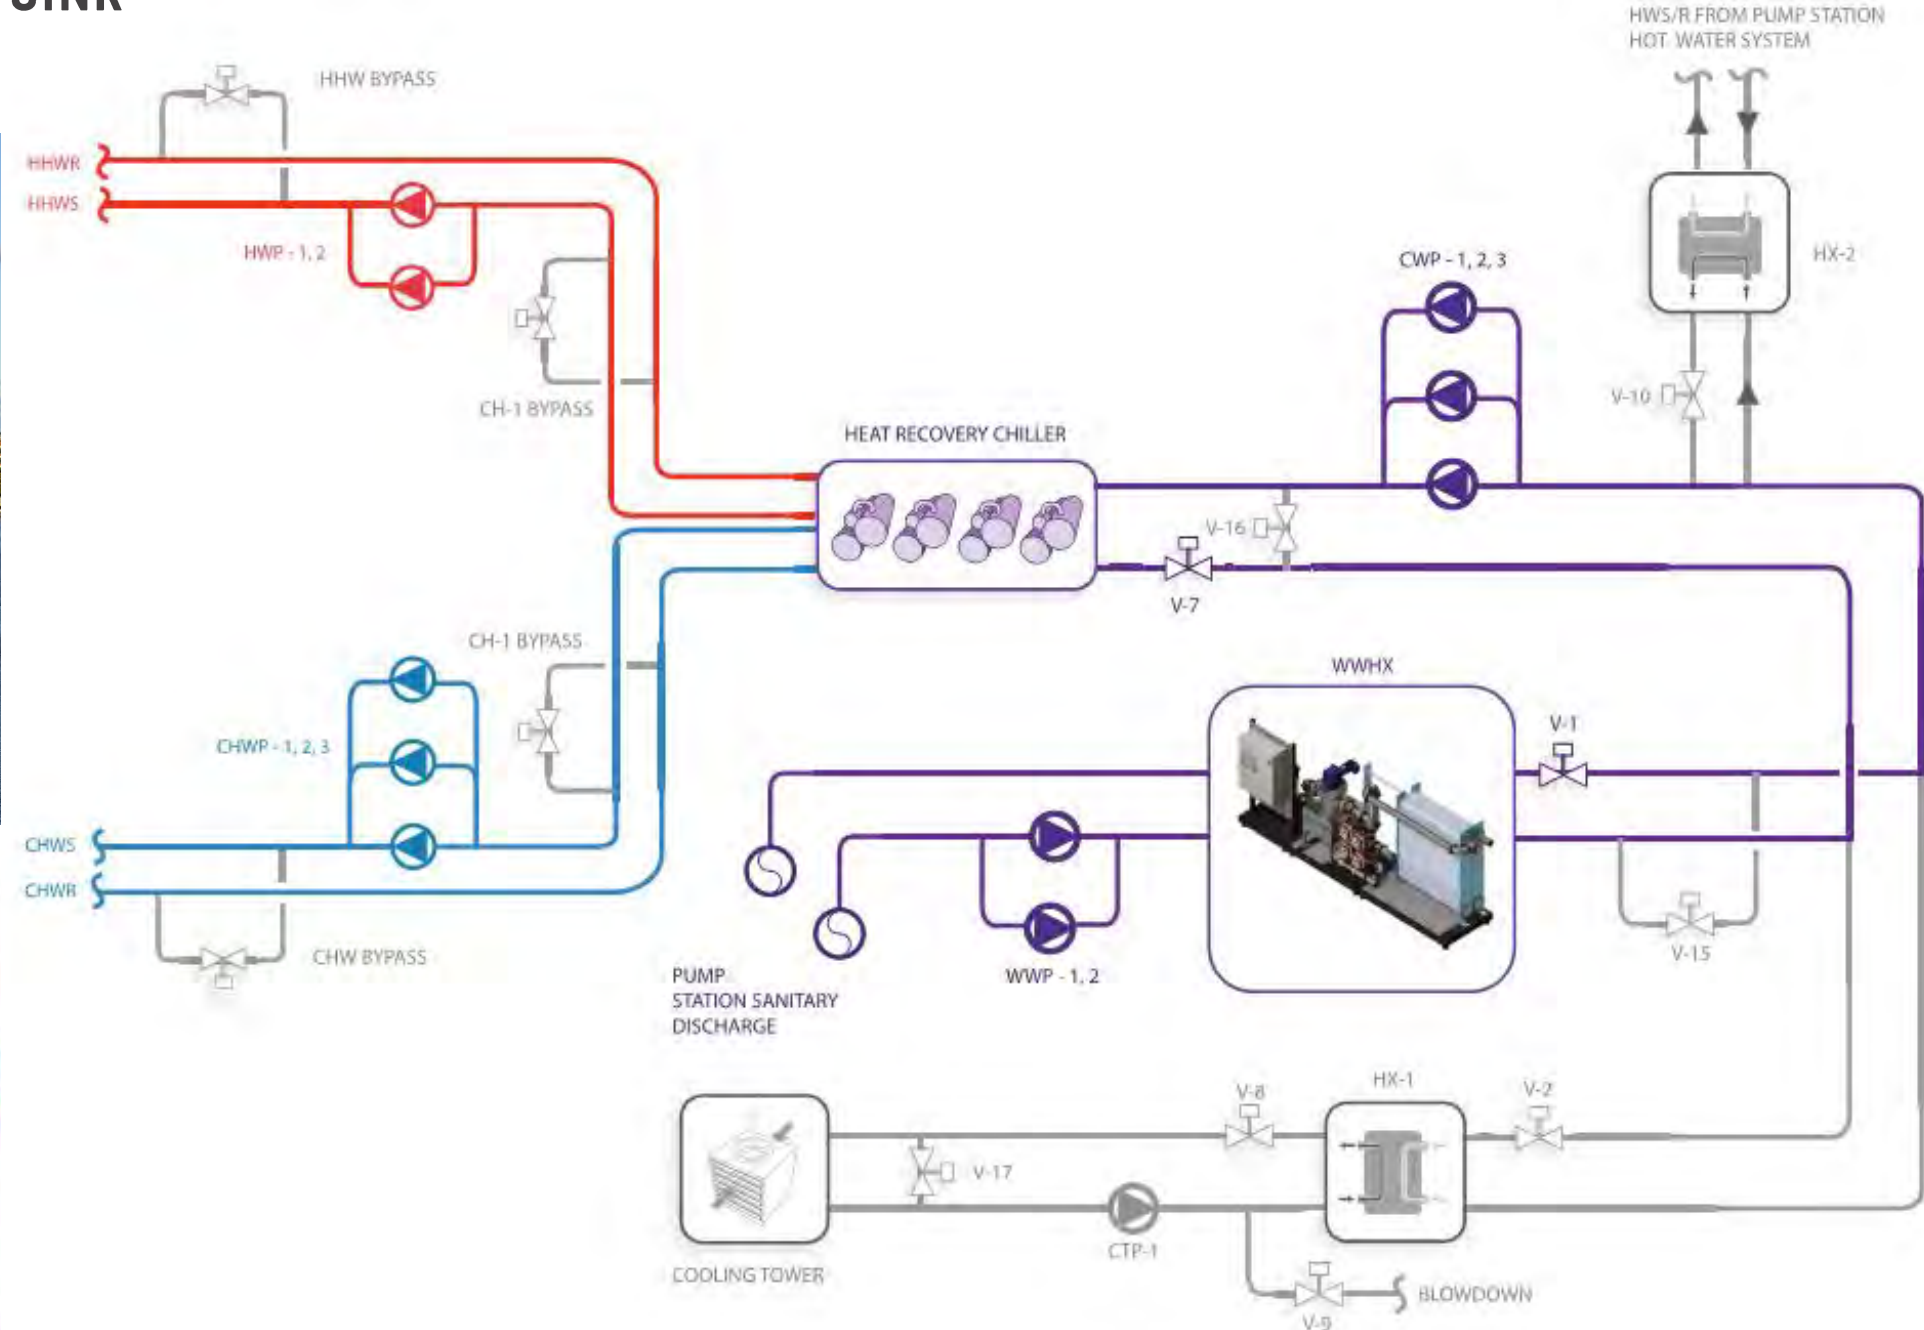 SINK
HWS/R FROM PUMP STATION
HOT WATER SYSTEM
HHW BYPASS
HHWR
HHWS
HWP - 1, 2
CH-1 BYPASS
CWP - 1, 2, 3
HX-2
V-10
HEAT RECOVERY CHILLER
V-16
V-7
CH-1 BYPASS
WWHX
V-1
CHWP - 1, 2, 3
CHWS
CHWR
CHW BYPASS
V-15
WWP - 1, 2
PUMP
STATION SANITARY
DISCHARGE
V-8
HX-1
V-2
V-17
CTP-1
COOLING TOWER
BLOWDOWN
V-9